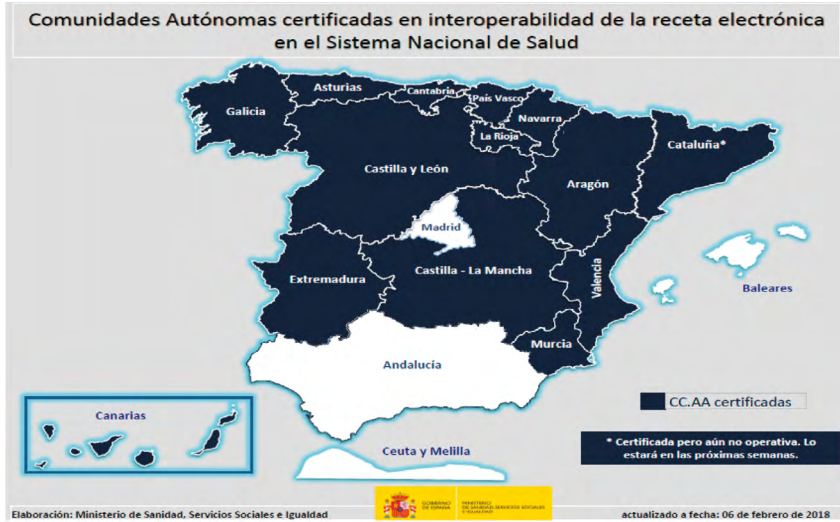 Comunidades Autónomas certificadas en interoperabilidad de la receta electrónica
en el Sistema Nacional de Salud
Asturias
Cantabria
País Vasco
Galicia
Navarra
La Rioja
Cataluña*
Castilla y León
Aragón
Madrid
Valencia
Extremadura
Castilla - La Mancha
Baleares
Murcia
Andalucía
CC.AA certificadas
Canarias
* Certificada pero aún no operativa. Lo
estará en las próximas semanas.
Ceuta y Melilla
GOBIERNO
DE ESPAÑA
MINISTERIO
DE SANIDAD, SERVICIOS SOCIALES
E IGUALDAD
Elaboración: Ministerio de Sanidad, Servicios Sociales e Igualdad
actualizado a fecha: 06 de febrero de 2018